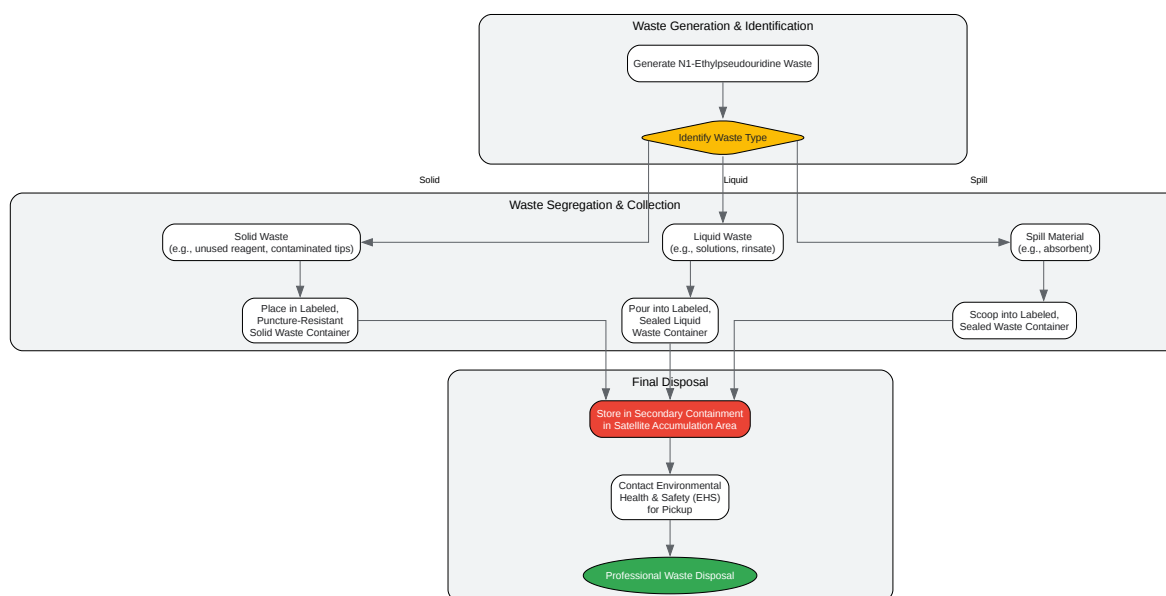 Waste Generation & Identification
Generate N1-Ethylpseudouridine Waste
Identify Waste Type
Solid
Liquid
Spill
Waste Segregation & Collection
Solid Waste
(e.g., unused reagent, contaminated tips)
Liquid Waste
(e.g., solutions, rinsate)
Spill Material
(e.g., absorbent)
Place in Labeled,
Puncture-Resistant
Solid Waste Container
Pour into Labeled,
Sealed Liquid
Waste Container
Scoop into Labeled,
Sealed Waste Container
Final Disposal
Store in Secondary Containment
in Satellite Accumulation Area
Contact Environmental
Health & Safety (EHS)
for Pickup
Professional Waste Disposal